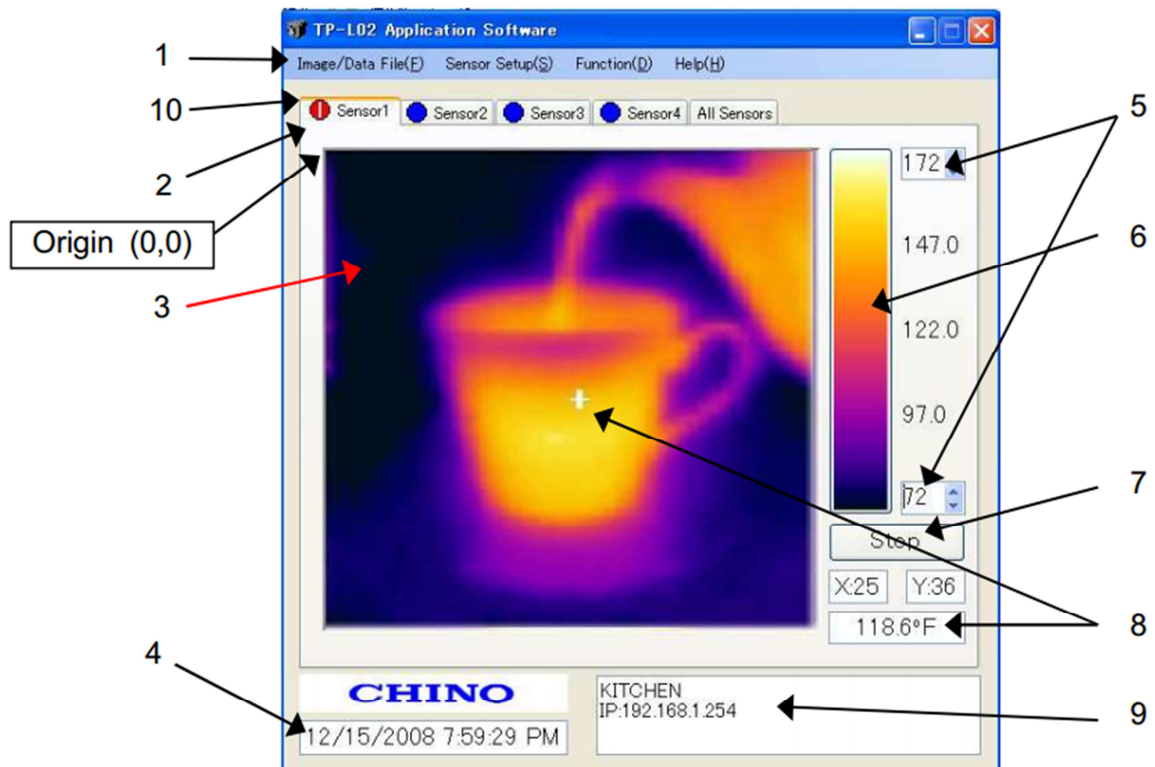 TP-L02 Application Software
1
Image/Data File(F) Sensor Setup(S) Function(D) Help(H)
10
Sensor1 Sensor2 Sensor3 Sensor4 All Sensors
5
2
172
Origin (0,0)
6
147.0
3
122.0
97.0
7
72
Stop
X:25 Y:36
8
118.6°F
4
CHINO
KITCHEN
IP:192.168.1.254
9
12/15/2008 7:59:29 PM